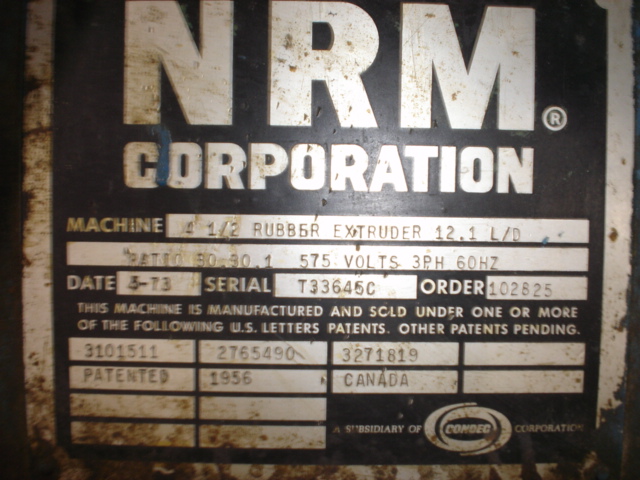 NRM®
CORPORATION
MACHINE 4 1/2 RUBBER EXTRUDER 12.1 L/D
RATIO 30.90.1 575 VOLTS 3PH 60HZ
DATE 3-73 SERIAL T33645C ORDER 102825
THIS MACHINE IS MANUFACTURED AND SOLD UNDER ONE OR MORE
OF THE FOLLOWING U.S. LETTERS PATENTS. OTHER PATENTS PENDING.
3101511 2765490 3271819
PATENTED 1956 CANADA
A SUBSIDIARY OF CONDEC CORPORATION